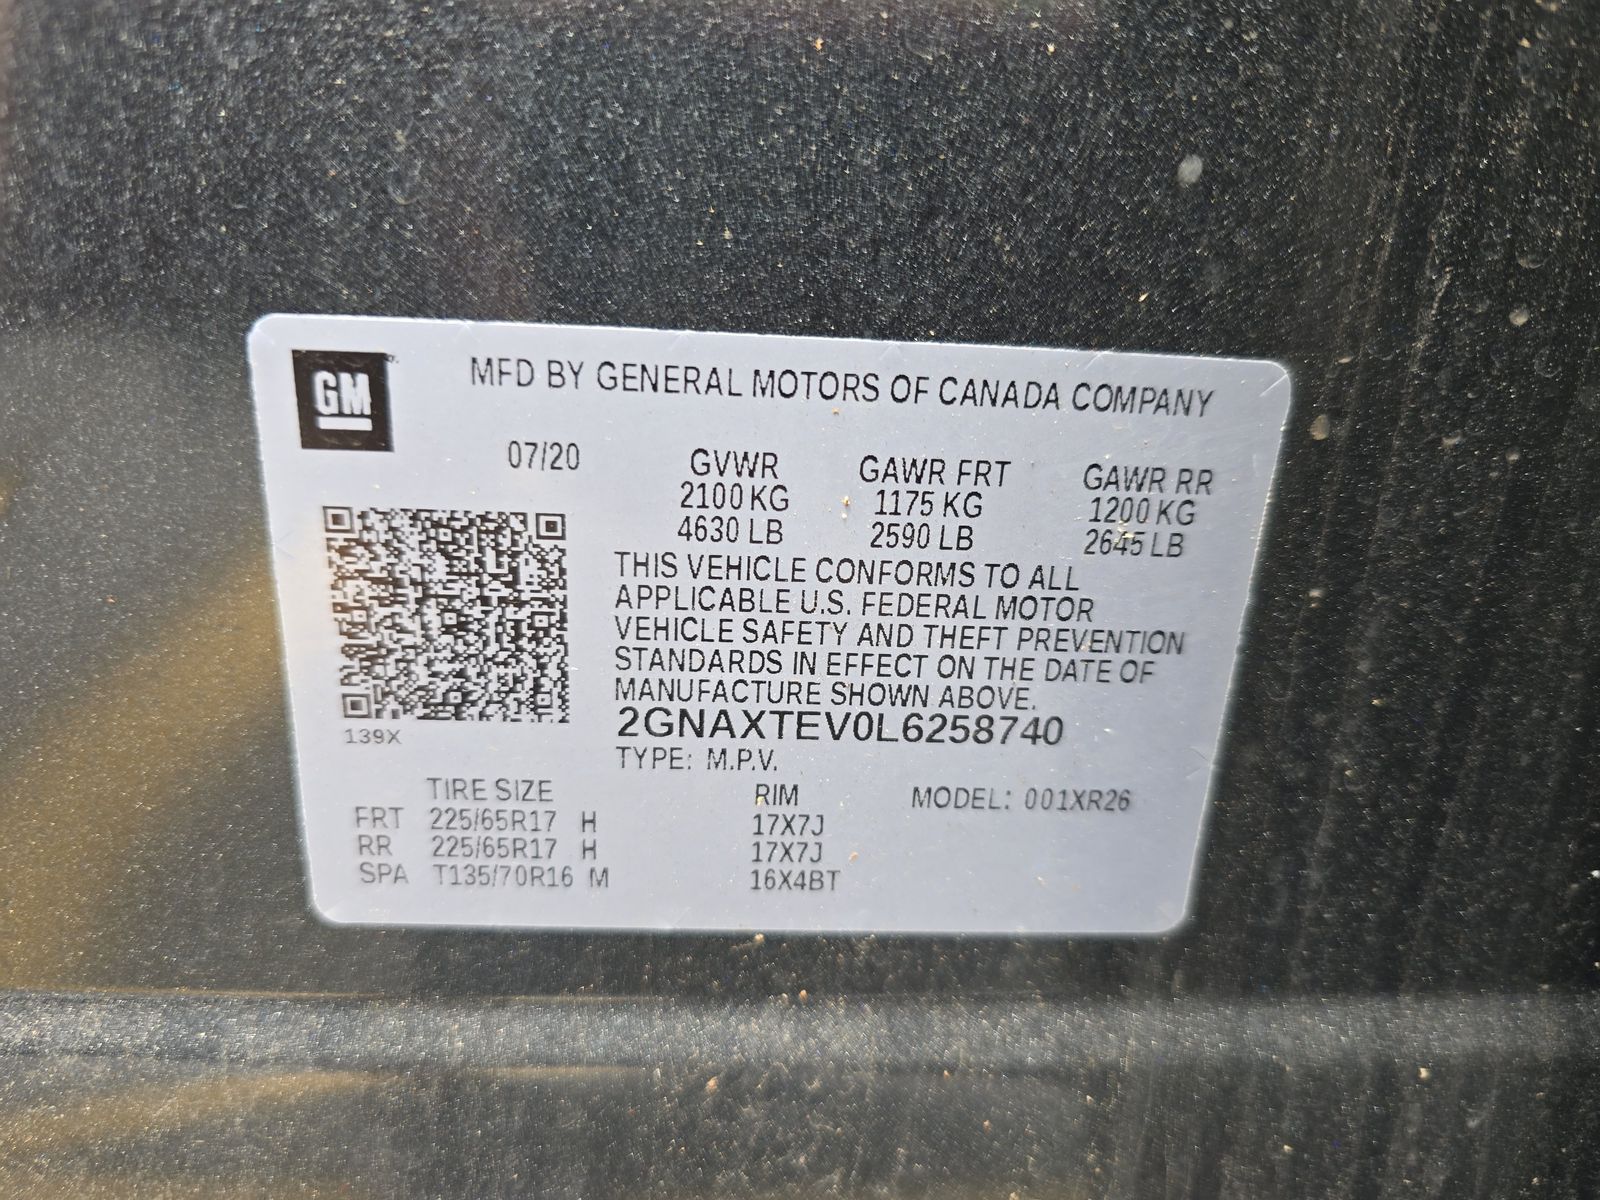 GM
MFD BY GENERAL MOTORS OF CANADA COMPANY
07/20
GVWR GAWR FRT GAWR RR
2100 KG 1175 KG 1200 KG
4630 LB 2590 LB 2645 LB
THIS VEHICLE CONFORMS TO ALL
APPLICABLE U.S. FEDERAL MOTOR
VEHICLE SAFETY AND THEFT PREVENTION
STANDARDS IN EFFECT ON THE DATE OF
MANUFACTURE SHOWN ABOVE.
2GNAXTEV0L6258740
139X
TYPE: M.P.V.
TIRE SIZE RIM MODEL: 001XR26
FRT 225/65R17 H 17X7J
RR 225/65R17 H 17X7J
SPA T135/70R16 M 16X4BT